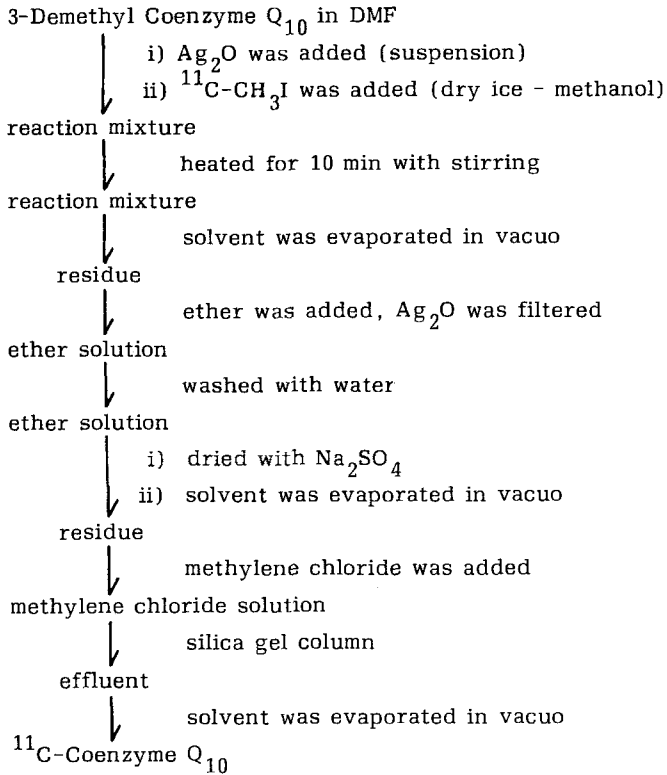 3-Demethyl Coenzyme Q10 in DMF
i) Ag2O was added (suspension)
ii) 11C-CH3I was added (dry ice - methanol)
reaction mixture
heated for 10 min with stirring
reaction mixture
solvent was evaporated in vacuo
residue
ether was added, Ag2O was filtered
ether solution
washed with water
ether solution
i) dried with Na2SO4
ii) solvent was evaporated in vacuo
residue
methylene chloride was added
methylene chloride solution
silica gel column
effluent
solvent was evaporated in vacuo
11C-Coenzyme Q10